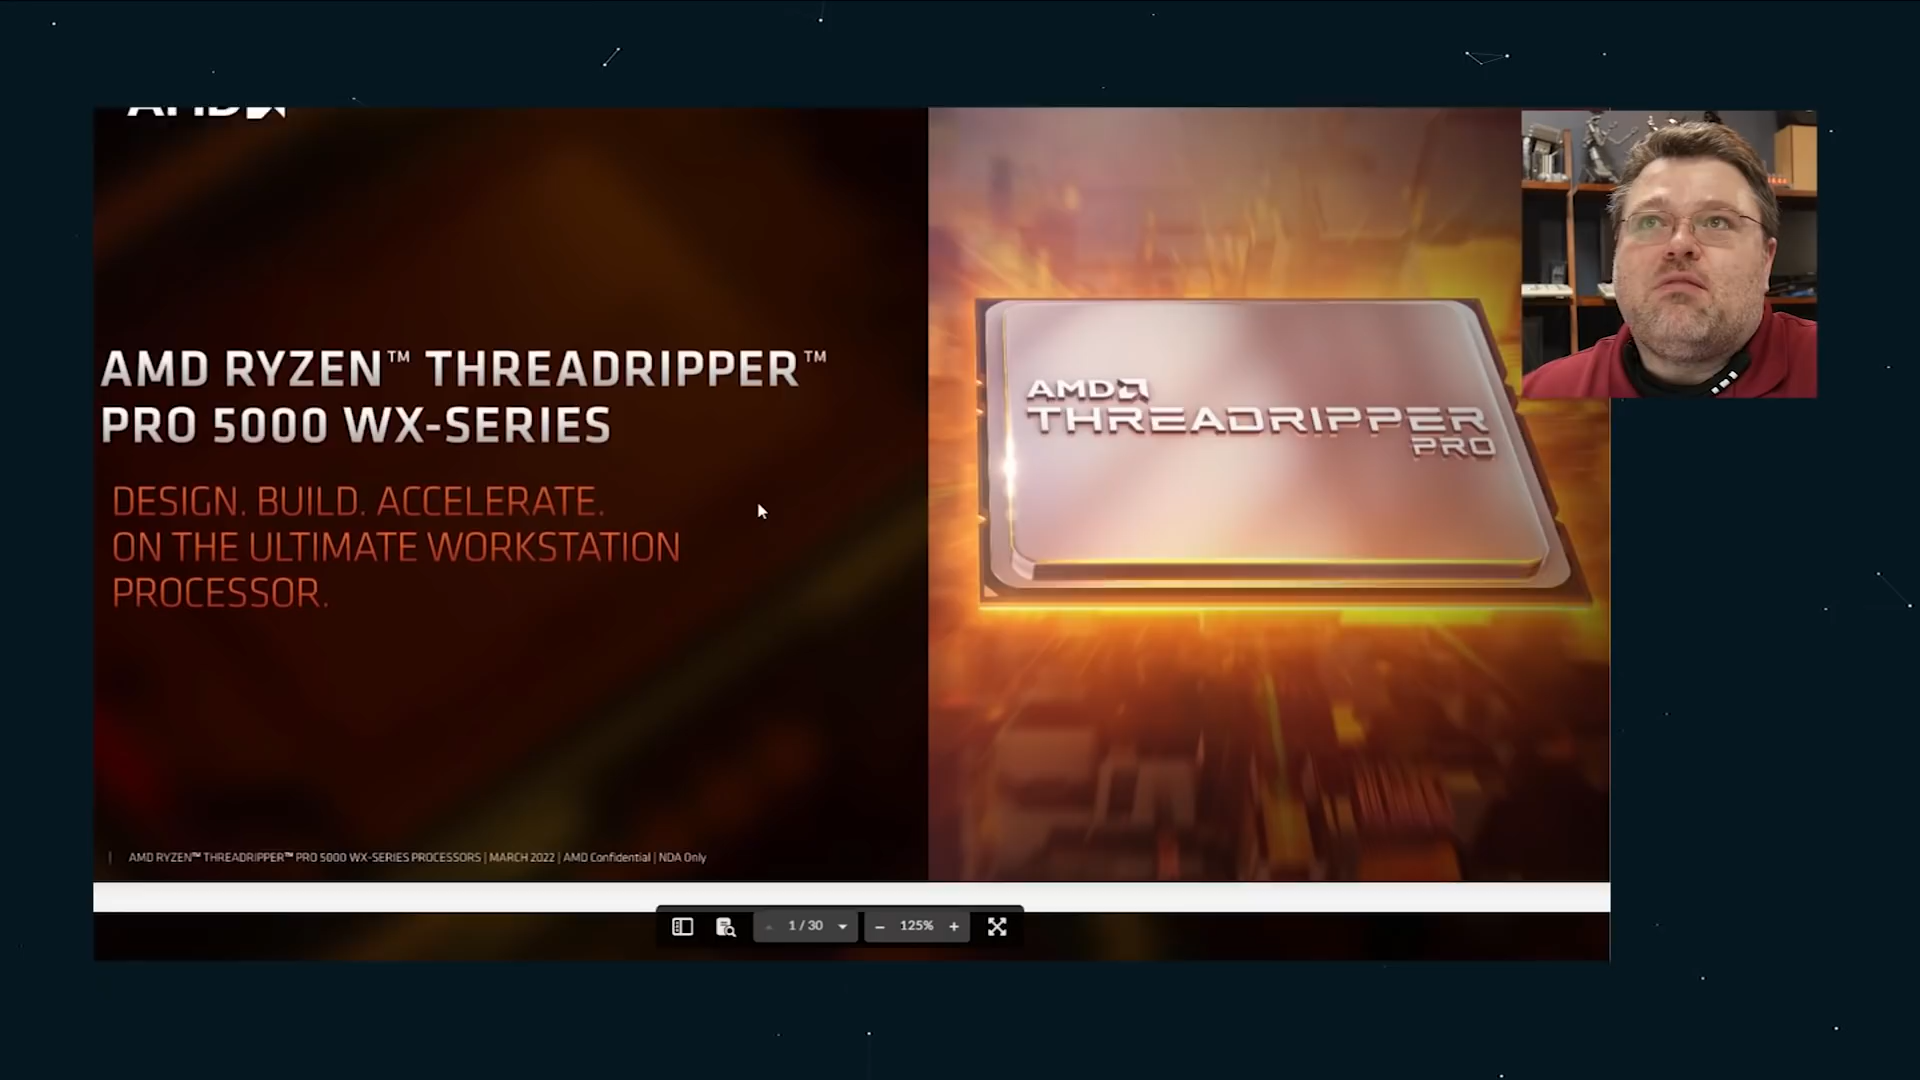 AMD
AMD RYZEN™ THREADRIPPER™
PRO 5000 WX-SERIES
DESIGN. BUILD. ACCELERATE.
ON THE ULTIMATE WORKSTATION
PROCESSOR.
AMD
THREADRIPPER
PRO
AMD RYZEN™ THREADRIPPER™ PRO 5000 WX-SERIES PROCESSORS | MARCH 2022 | AMD Confidential | NDA Only
1 / 30
125%